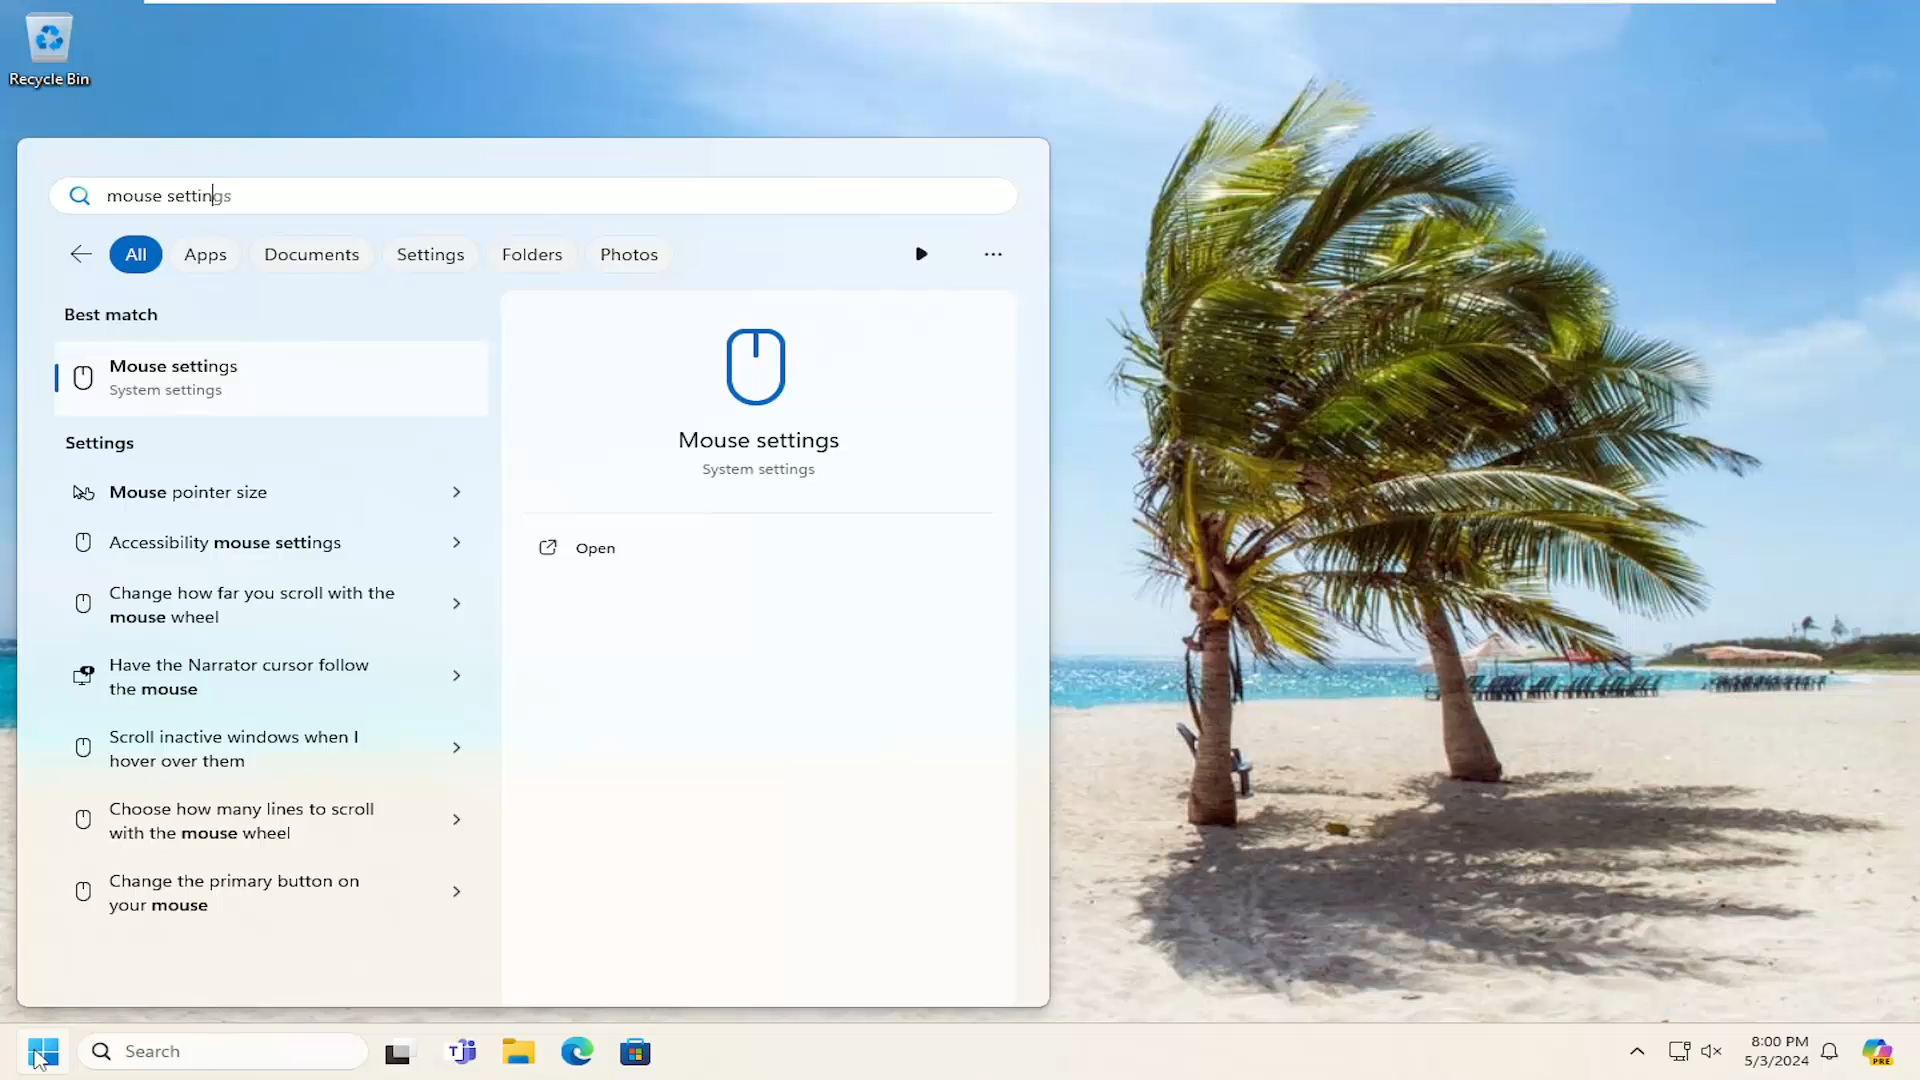 Recycle Bin
mouse settings
All
Apps
Documents
Settings
Folders
Photos
Best match
Mouse settings
System settings
Settings
Mouse pointer size
Accessibility mouse settings
Change how far you scroll with the
mouse wheel
Have the Narrator cursor follow
the mouse
Scroll inactive windows when I
hover over them
Choose how many lines to scroll
with the mouse wheel
Change the primary button on
your mouse
Mouse settings
System settings
Open
Search
8:00 PM
5/3/2024
PRE